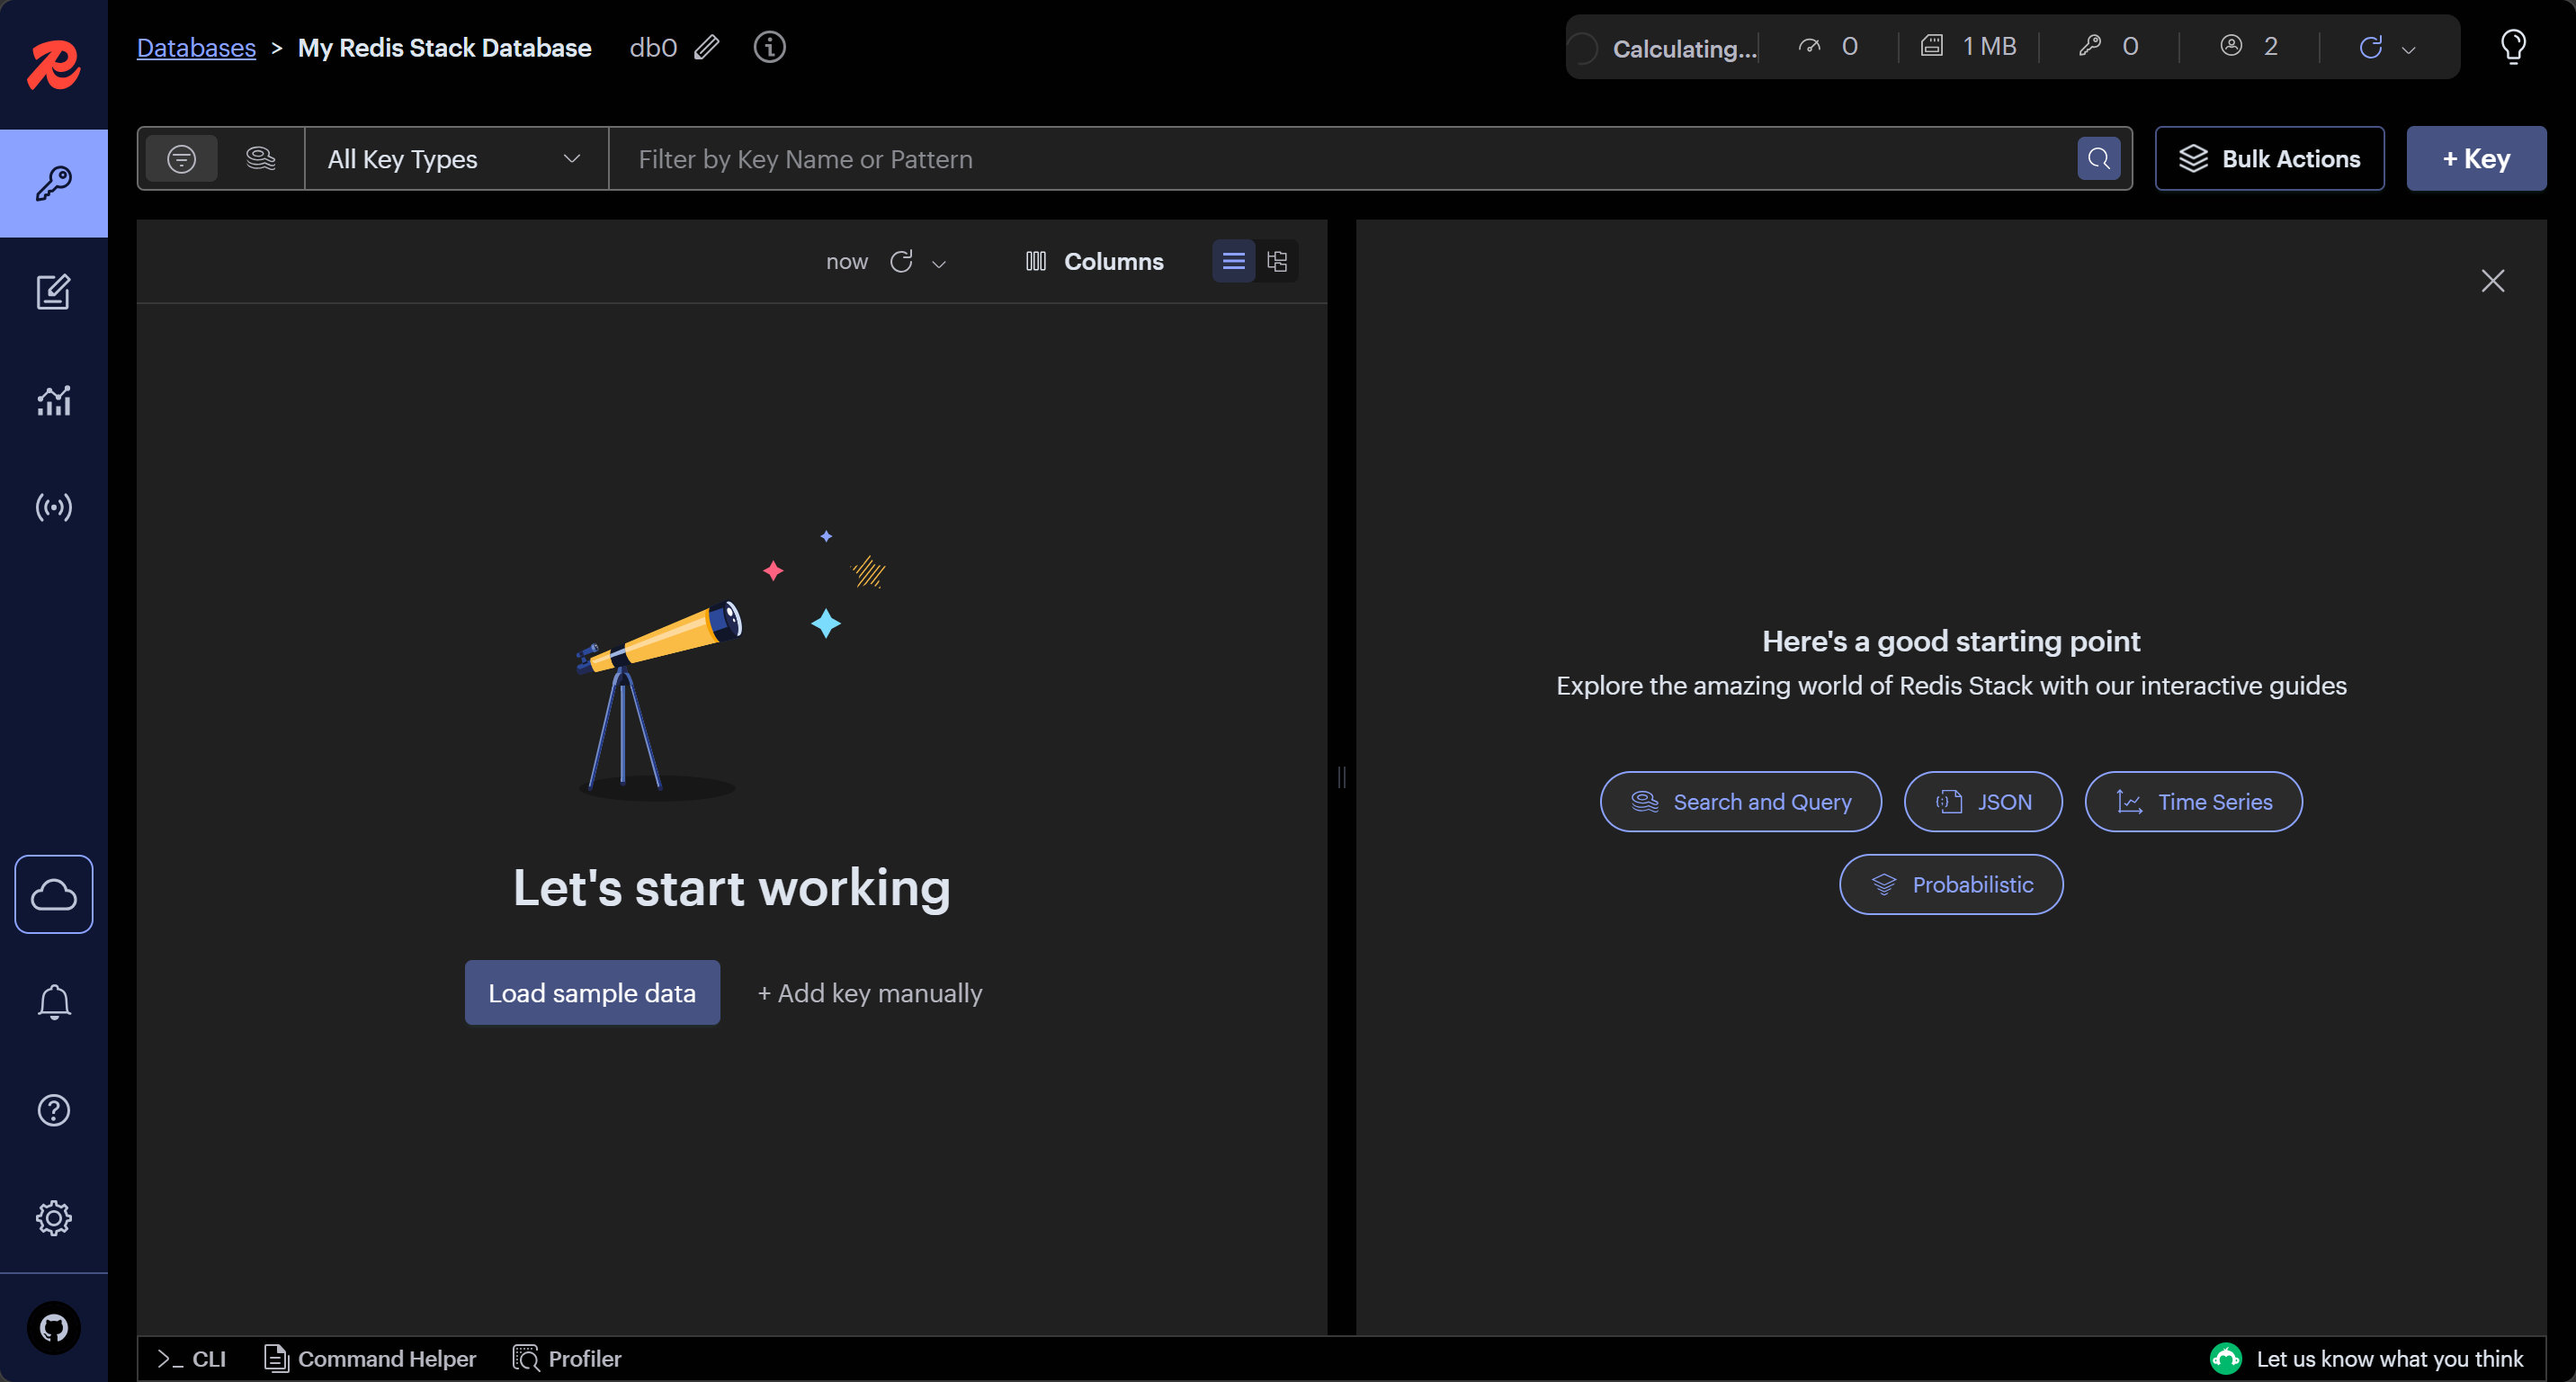 Databases > My Redis Stack Database db0
Calculating... 0 1 MB 0 2
All Key Types
Filter by Key Name or Pattern
Bulk Actions
+ Key
now
Columns
Let's start working
Load sample data
+ Add key manually
Here's a good starting point
Explore the amazing world of Redis Stack with our interactive guides
Search and Query
JSON
Time Series
Probabilistic
>_ CLI
Command Helper
Profiler
Let us know what you think